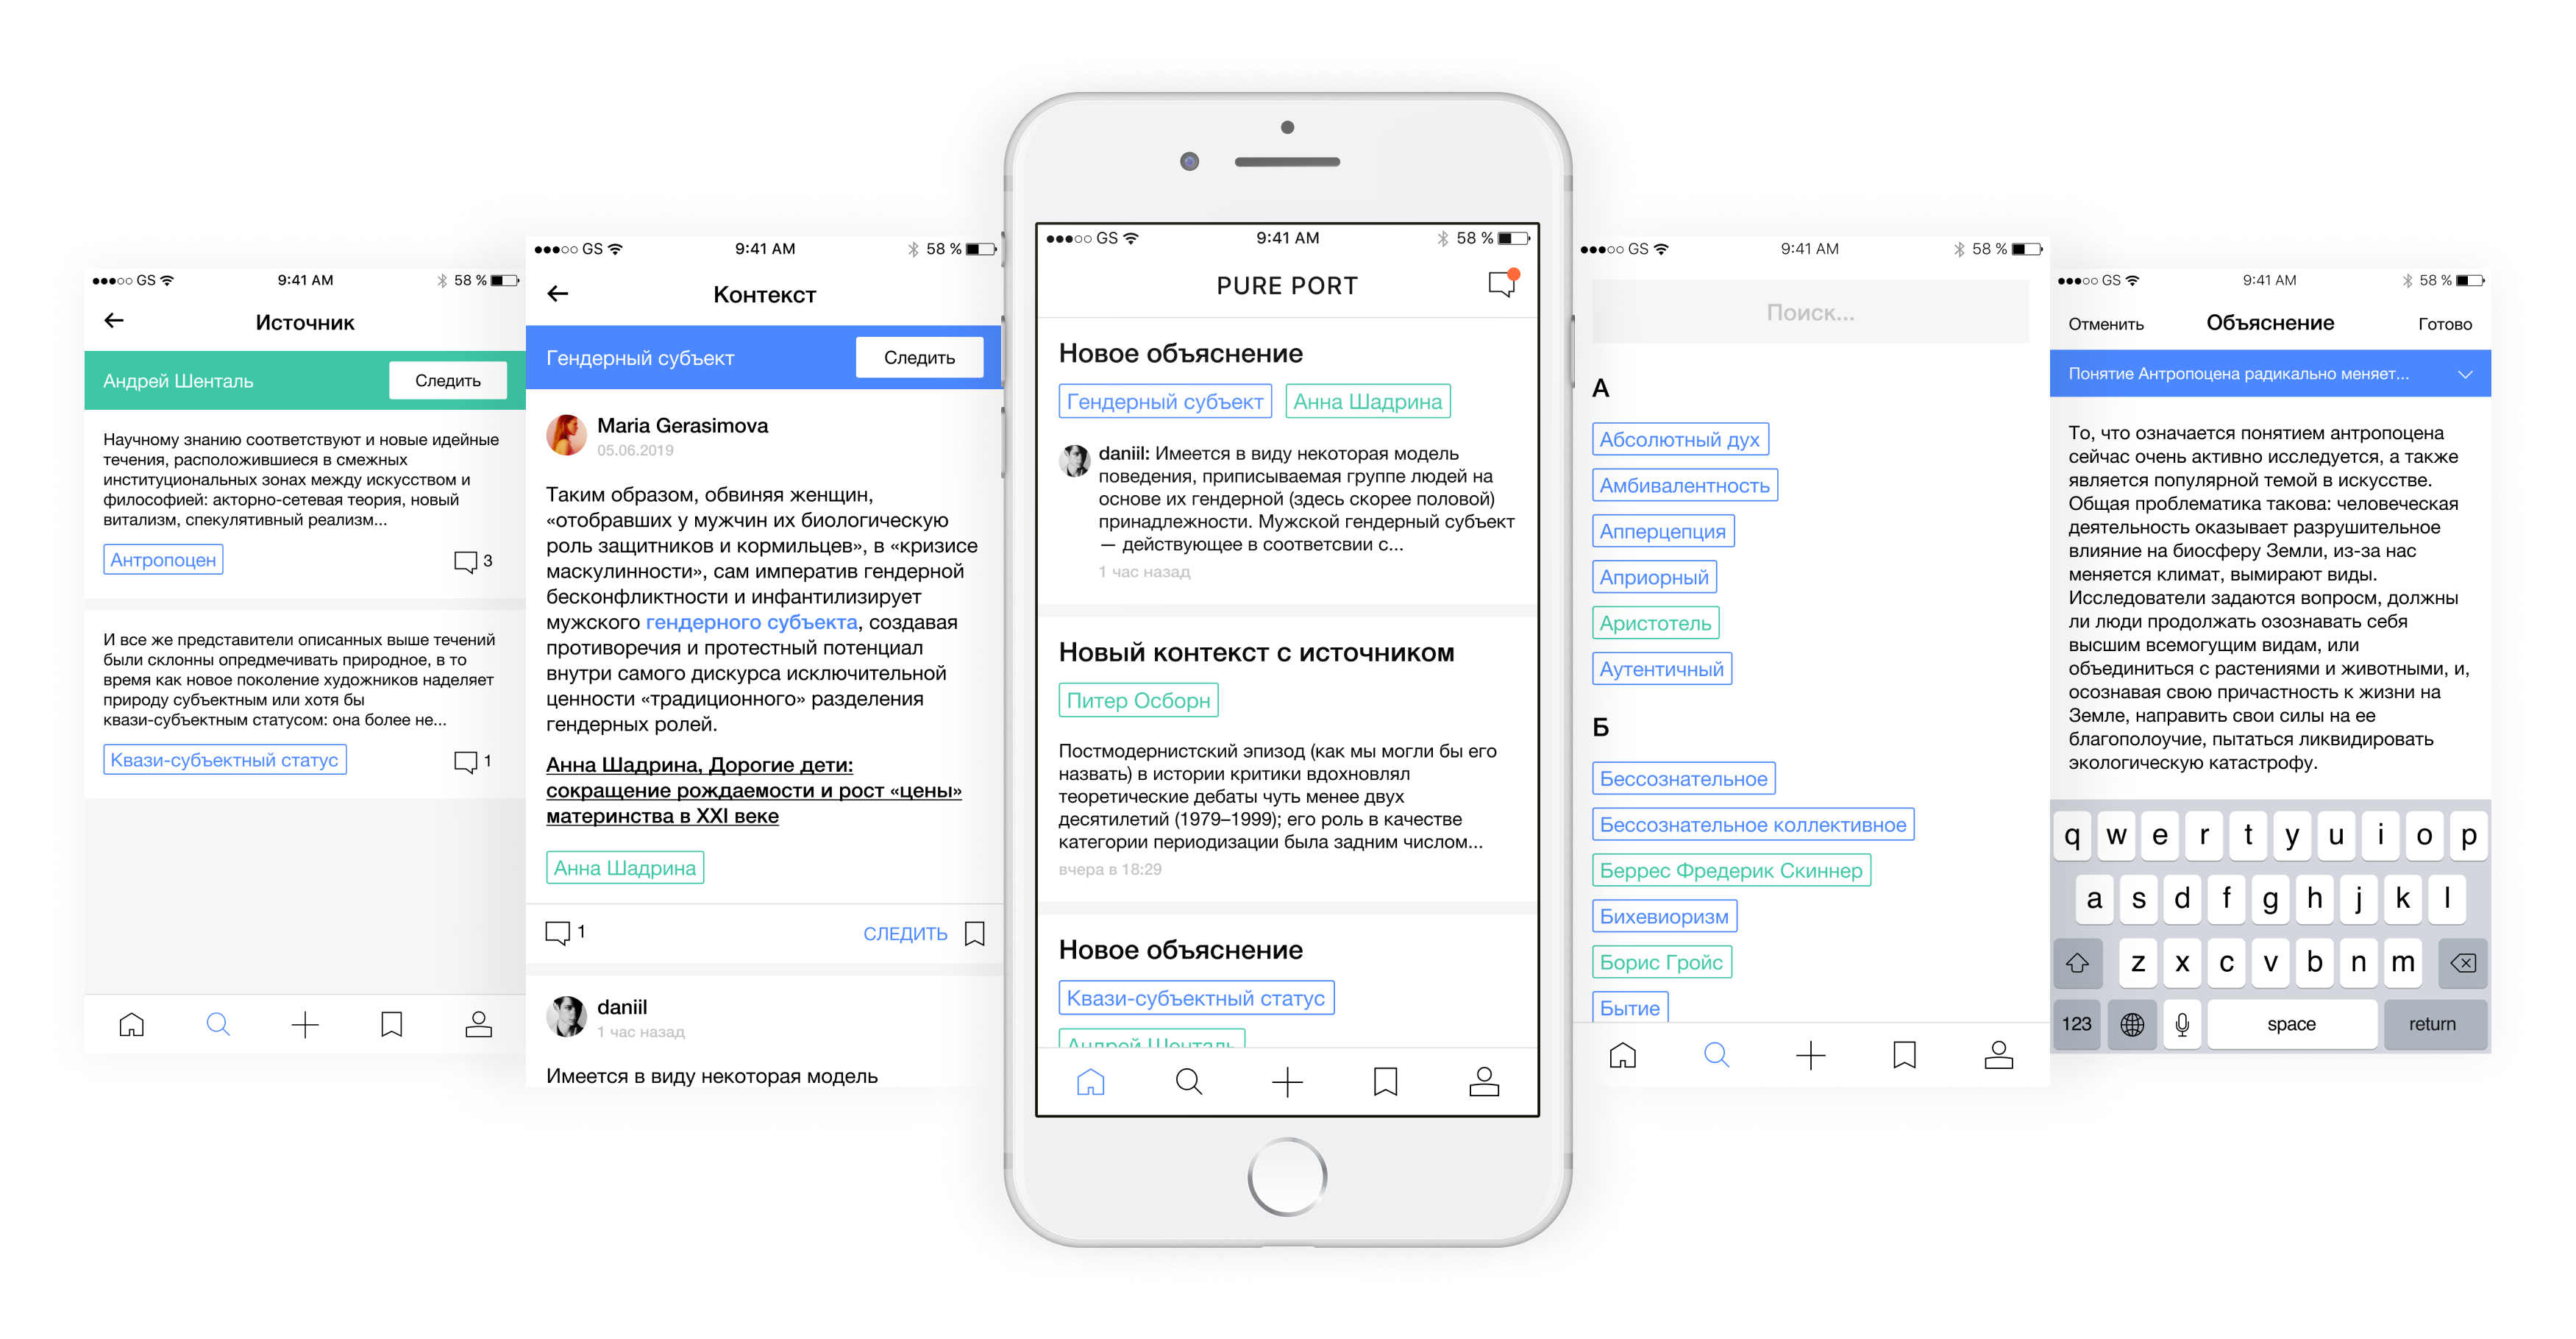 GS
9:41 AM
58 %
Источник
Андрей Шенталь
Следить
Научному знанию соответствуют и новые идейные
течения, расположившиеся в смежных
институциональных зонах между искусством и
философией: акторно-сетевая теория, новый
витализм, спекулятивный реализм...
Антропоцен
3
И все же представители описанных выше течений
были склонны опредмечивать природное, в то
время как новое поколение художников наделяет
природу субъектным или хотя бы
квази-субъектным статусом: она более не...
Квази-субъектный статус
1
GS
9:41 AM
58 %
Контекст
Гендерный субъект
Следить
Maria Gerasimova
05.06.2019
Таким образом, обвиняя женщин,
«отобравших у мужчин их биологическую
роль защитников и кормильцев», в «кризисе
маскулинности», сам императив гендерной
бесконфликтности и инфантилизирует
мужского гендерного субъекта, создавая
противоречия и протестный потенциал
внутри самого дискурса исключительной
ценности «традиционного» разделения
гендерных ролей.
Анна Шадрина, Дорогие дети:
сокращение рождаемости и рост «цены»
материнства в XXI веке
Анна Шадрина
1
СЛЕДИТЬ
daniil
1 час назад
Имеется в виду некоторая модель
GS
9:41 AM
58 %
PURE PORT
Новое объяснение
Гендерный субъект
Анна Шадрина
daniil: Имеется в виду некоторая модель
поведения, приписываемая группе людей на
основе их гендерной (здесь скорее половой)
принадлежности. Мужской гендерный субъект
— действующее в соответсвии с...
1 час назад
Новый контекст с источником
Питер Осборн
Постмодернистский эпизод (как мы могли бы его
назвать) в истории критики вдохновлял
теоретические дебаты чуть менее двух
десятилетий (1979–1999); его роль в качестве
категории периодизации была задним числом...
вчера в 18:29
Новое объяснение
Квази-субъектный статус
Андрей Шенталь
GS
9:41 AM
58 %
Поиск...
А
Абсолютный дух
Амбивалентность
Апперцепция
Априорный
Аристотель
Аутентичный
Б
Бессознательное
Бессознательное коллективное
Беррес Фредерик Скиннер
Бихевиоризм
Борис Гройс
Бытие
GS
9:41 AM
58 %
Отменить
Объяснение
Готово
Понятие Антропоцена радикально меняет...
То, что означается понятием антропоцена
сейчас очень активно исследуется, а также
является популярной темой в искусстве.
Общая проблематика такова: человеческая
деятельность оказывает разрушительное
влияние на биосферу Земли, из-за нас
меняется климат, вымирают виды.
Исследователи задаются вопросм, должны
ли люди продолжать озознавать себя
высшим всемогущим видам, или
объединиться с растениями и животными, и,
осознавая свою причастность к жизни на
Земле, направить свои силы на ее
благополоучие, пытаться ликвидировать
экологическую катастрофу.
q w e r t y u i o p
a s d f g h j k l
z x c v b n m
123
space
return